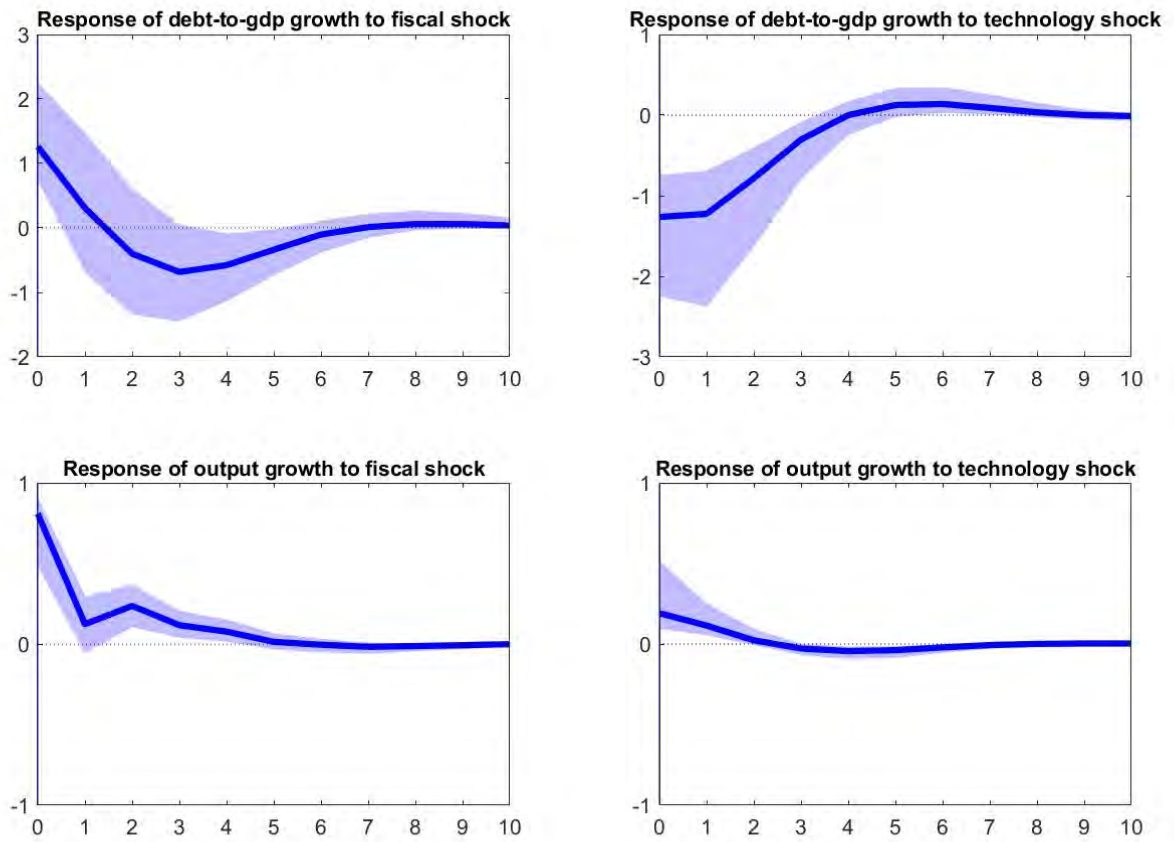 Response of debt-to-gdp growth to fiscal shock
3
2
1
0
-1
-2
0 1 2 3 4 5 6 7 8 9 10
Response of debt-to-gdp growth to technology shock
1
0
-1
-2
-3
0 1 2 3 4 5 6 7 8 9 10
Response of output growth to fiscal shock
1
0
-1
0 1 2 3 4 5 6 7 8 9 10
Response of output growth to technology shock
1
0
-1
0 1 2 3 4 5 6 7 8 9 10